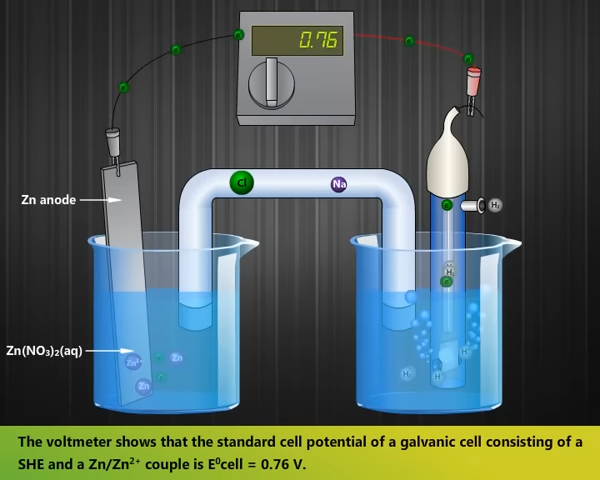 0.76
Cl
Na
H₂
Zn anode
H₂
Zn(NO₃)₂(aq)
Zn²⁺
Zn
Zn
H
H
H
The voltmeter shows that the standard cell potential of a galvanic cell consisting of a
SHE and a Zn/Zn²⁺ couple is E⁰cell = 0.76 V.